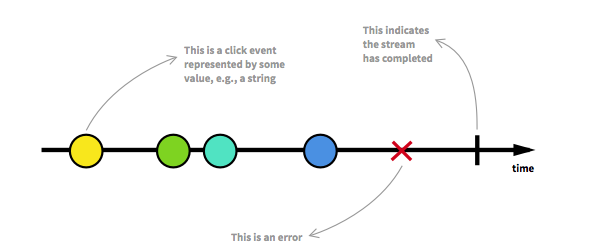 This is a click event
represented by some
value, e.g., a string
This indicates
the stream
has completed
time
This is an error